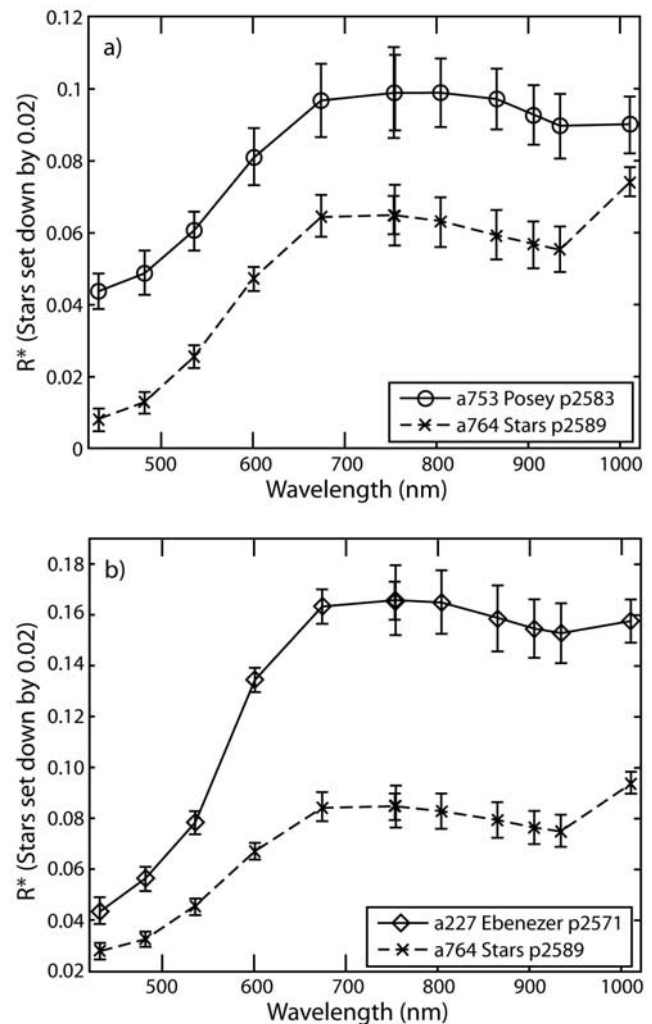 0.12
a)
0.1
0.08
0.06
0.04
0.02
0
R* (Stars set down by 0.02)
a753 Posey p2583
a764 Stars p2589
500 600 700 800 900 1000
Wavelength (nm)
0.18
b)
0.16
0.14
0.12
0.10
0.08
0.06
0.04
0.02
R* (Stars set down by 0.02)
a227 Ebenezer p2571
a764 Stars p2589
500 600 700 800 900 1000
Wavelength (nm)